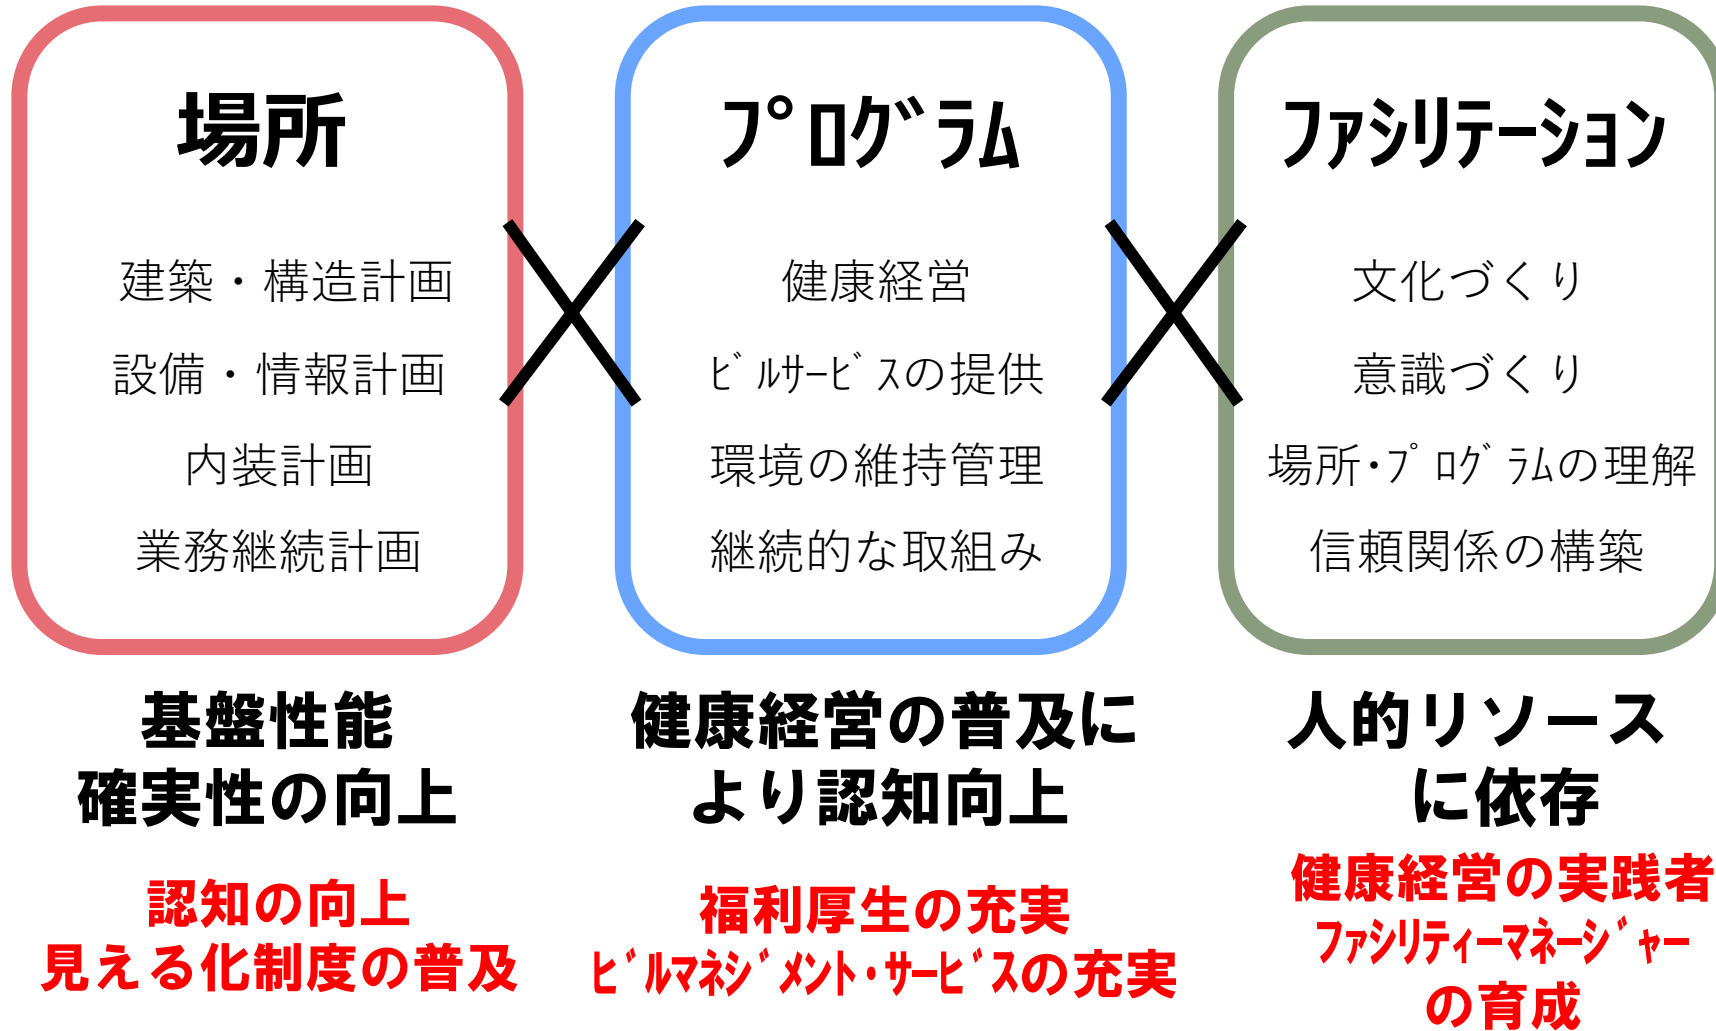 場所
建築・構造計画
設備・情報計画
内装計画
業務継続計画
基盤性能
確実性の向上
認知の向上
見える化制度の普及
ﾌﾟﾛｸﾞﾗﾑ
健康経営
ﾋﾞﾙｻｰﾋﾞｽの提供
環境の維持管理
継続的な取組み
健康経営の普及に
より認知向上
福利厚生の充実
ﾋﾞﾙﾏﾈｼﾞﾒﾝﾄ・ｻｰﾋﾞｽの充実
ﾌｧｼﾘﾃｰｼｮﾝ
文化づくり
意識づくり
場所・ﾌﾟﾛｸﾞﾗﾑの理解
信頼関係の構築
人的リソース
に依存
健康経営の実践者
ﾌｧｼﾘﾃｨｰﾏﾈｰｼﾞｬｰ
の育成